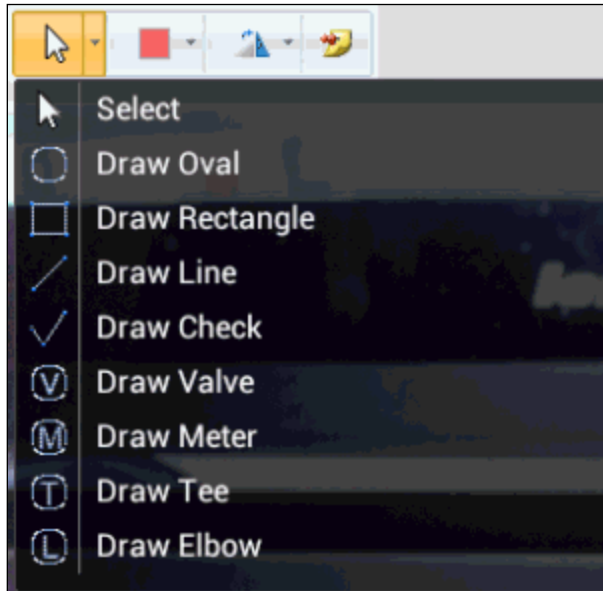 Select
Draw Oval
Draw Rectangle
Draw Line
Draw Check
V Draw Valve
M Draw Meter
T Draw Tee
L Draw Elbow